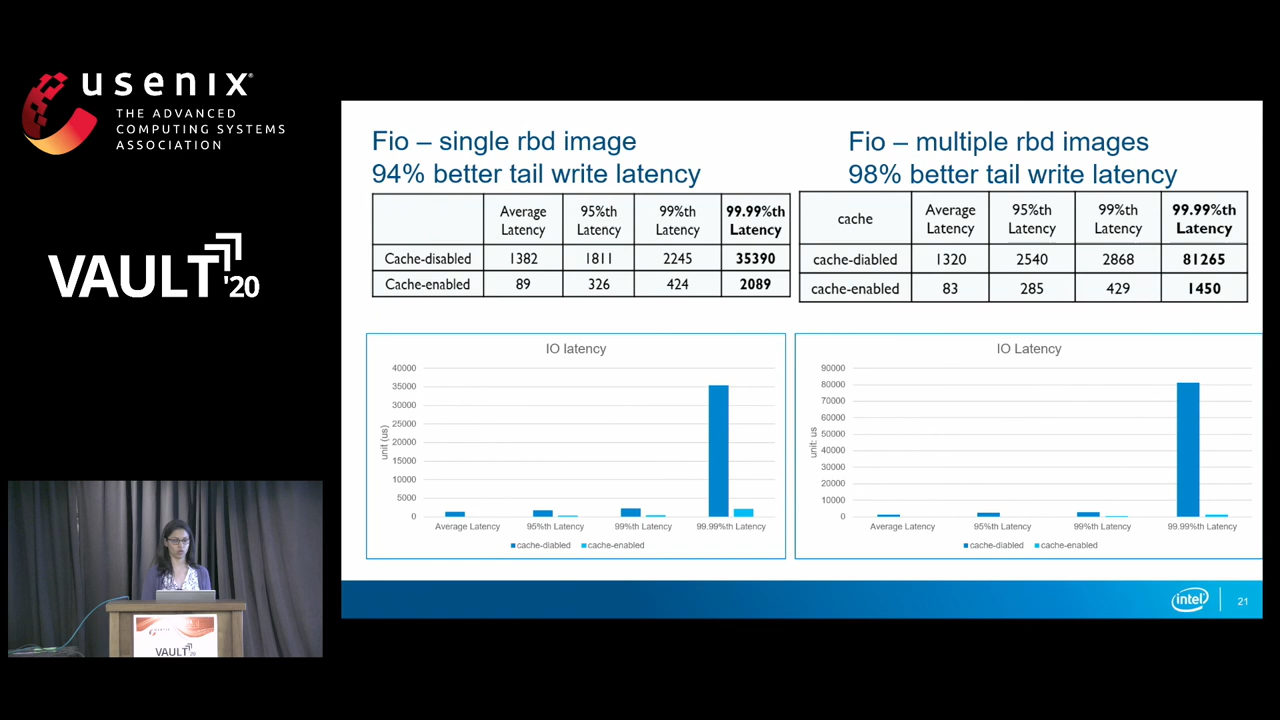 usenix®
THE ADVANCED
COMPUTING SYSTEMS
ASSOCIATION
VAULT '20
VAULT '20
Fio – single rbd image
94% better tail write latency
Average Latency 95%th Latency 99%th Latency 99.99%th Latency
Cache-disabled 1382 1811 2245 35390
Cache-enabled 89 326 424 2089
Fio – multiple rbd images
98% better tail write latency
cache Average Latency 95%th Latency 99%th Latency 99.99%th Latency
cache-diabled 1320 2540 2868 81265
cache-enabled 83 285 429 1450
IO latency
unit (us)
40000
35000
30000
25000
20000
15000
10000
5000
0
Average Latency 95%th Latency 99%th Latency 99.99%th Latency
cache-diabled cache-enabled
IO Latency
unit: us
90000
80000
70000
60000
50000
40000
30000
20000
10000
0
Average Latency 95%th Latency 99%th Latency 99.99%th Latency
cache-diabled cache-enabled
intel 21